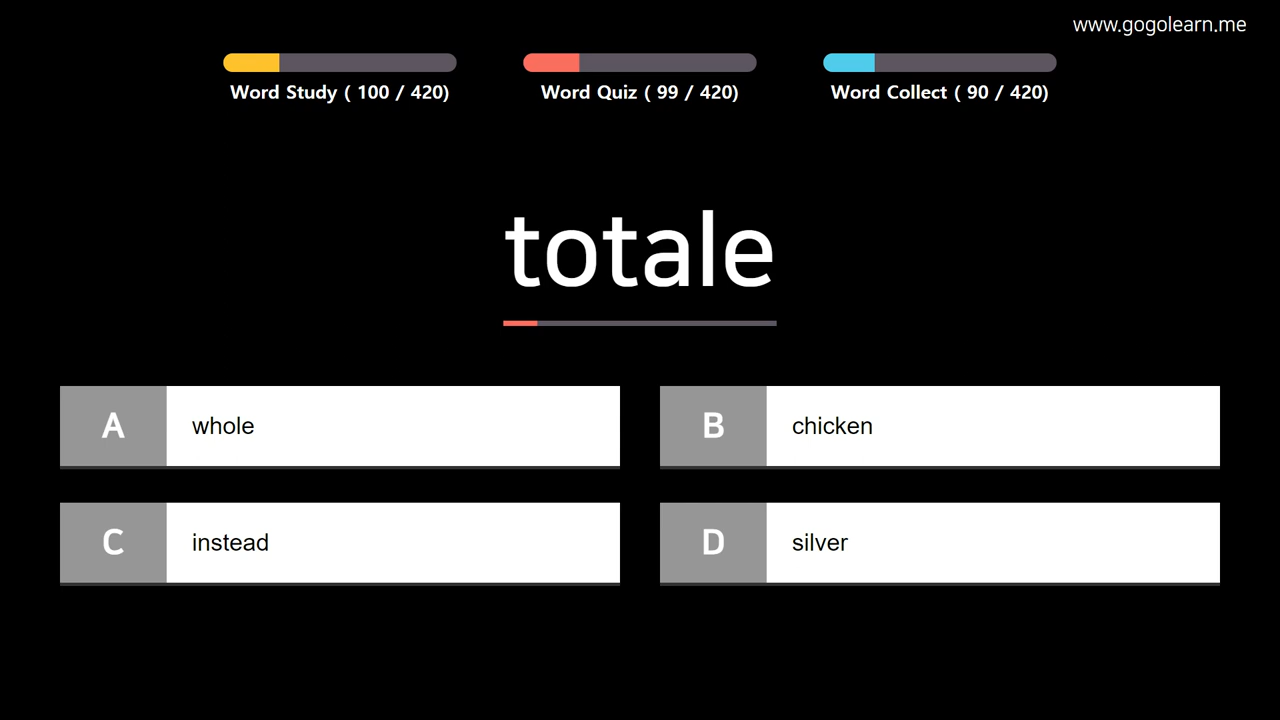 www.gogolearn.me
Word Study ( 100 / 420)
Word Quiz ( 99 / 420)
Word Collect ( 90 / 420)
totale
A whole
B chicken
C instead
D silver